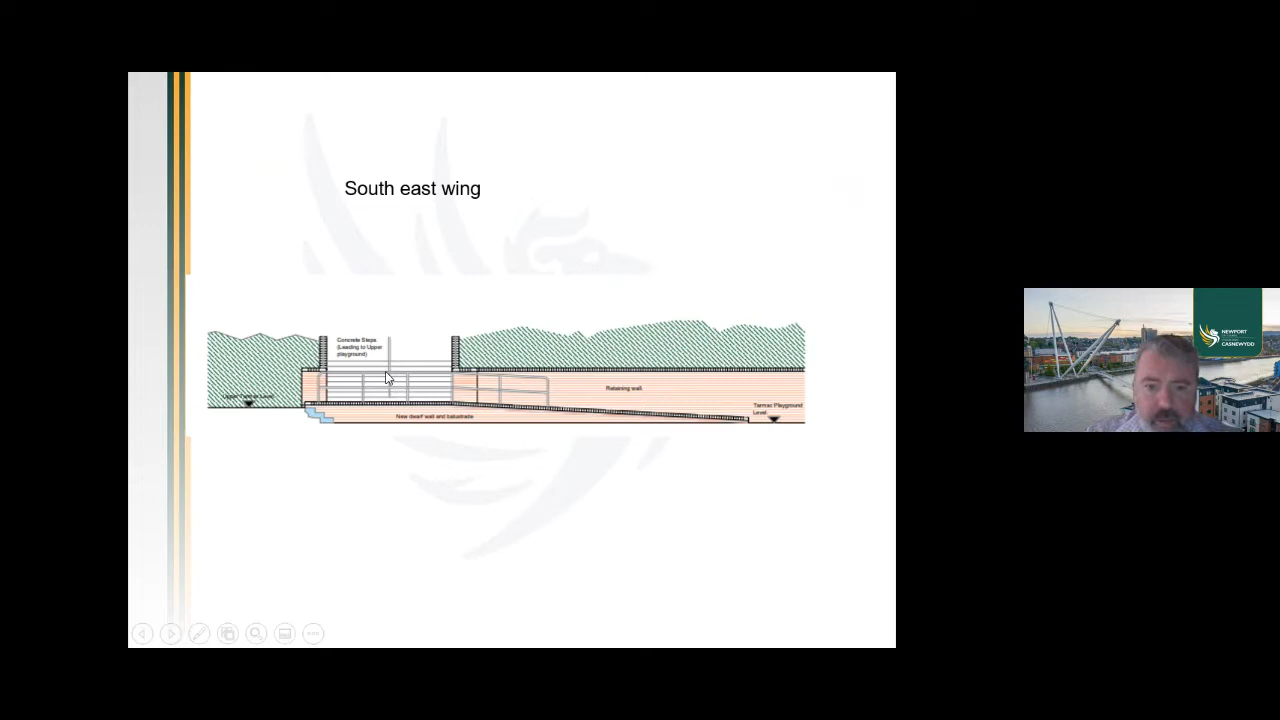 South east wing
Concrete Steps
(Leading to Upper
playground)
Retaining wall
Tarmac Playground
Level
New dwarf wall and balustrade
NEWPORT
CASNEWYDD